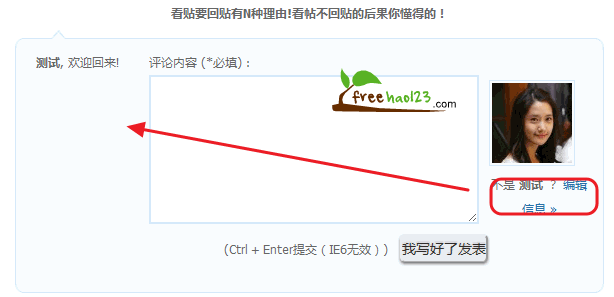 看贴要回贴有N种理由!看帖不回贴的后果你懂得的！
测试, 欢迎回来!
评论内容 (*必填)：
freehao123.com
不是 测试 ？ 编辑
信息 »
(Ctrl + Enter提交（IE6无效）)
我写好了发表